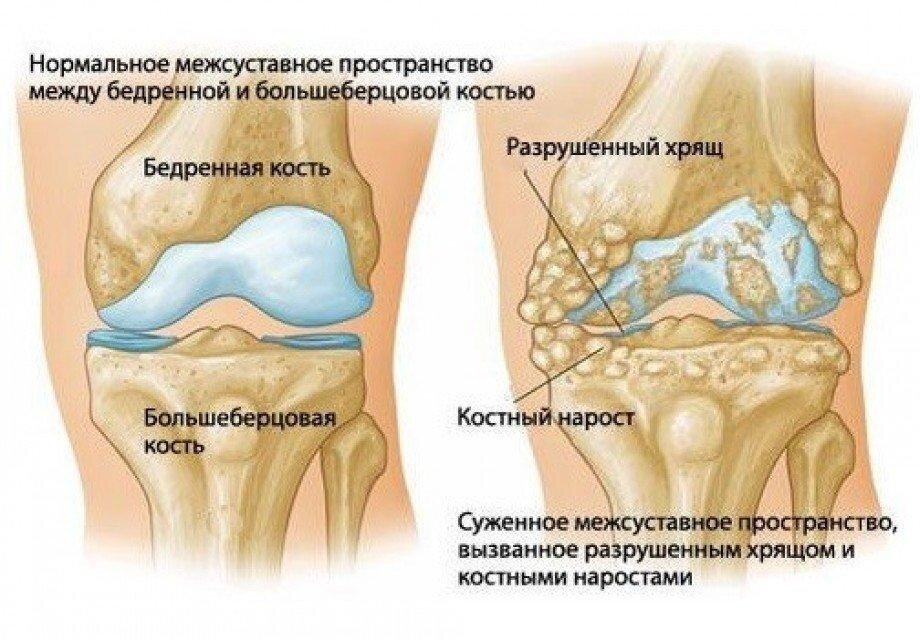 Нормальное межсуставное пространство
между бедренной и большеберцовой костью
Бедренная кость
Большеберцовая
кость
Разрушенный хрящ
Костный нарост
Суженное межсуставное пространство,
вызванное разрушенным хрящом и
костными наростами